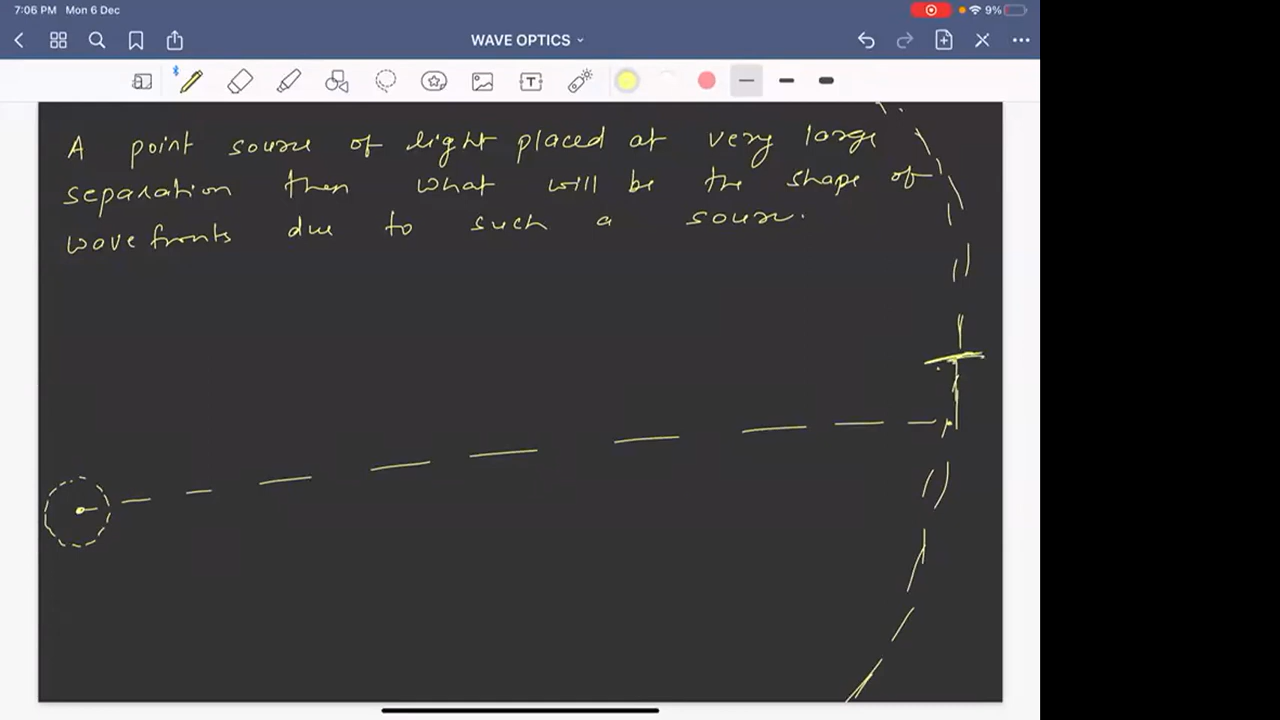 7:06 PM Mon 6 Dec
9%
WAVE OPTICS
T
A point source of light placed at very large
separation then what will be the shape of
wavefronts due to such a sourc.